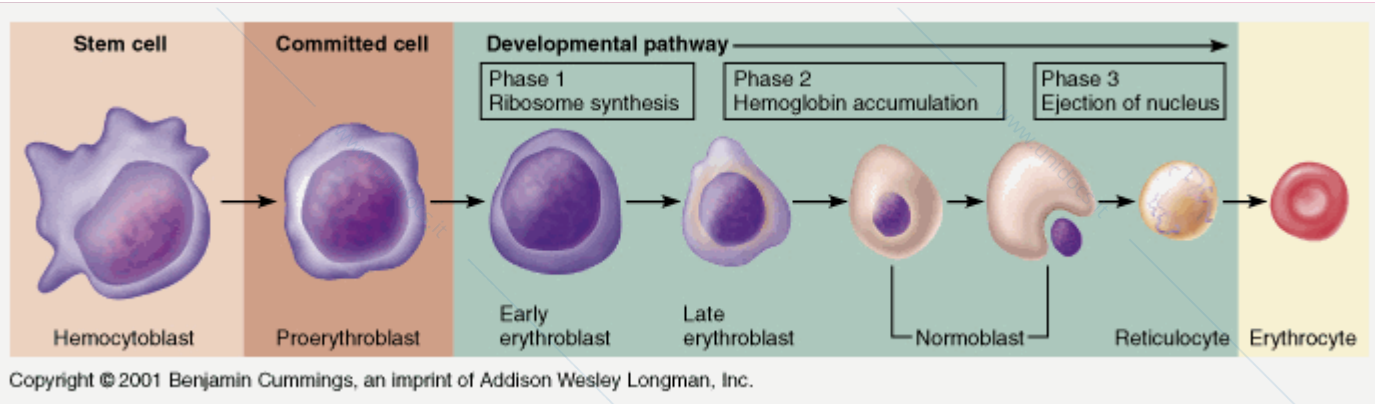 Stem cell
Committed cell
Developmental pathway
Phase 1
Ribosome synthesis
Phase 2
Hemoglobin accumulation
Phase 3
Ejection of nucleus
Hemocytoblast
Proerythroblast
Early
erythroblast
Late
erythroblast
Normoblast
Reticulocyte
Erythrocyte
Copyright © 2001 Benjamin Cummings, an imprint of Addison Wesley Longman, Inc.